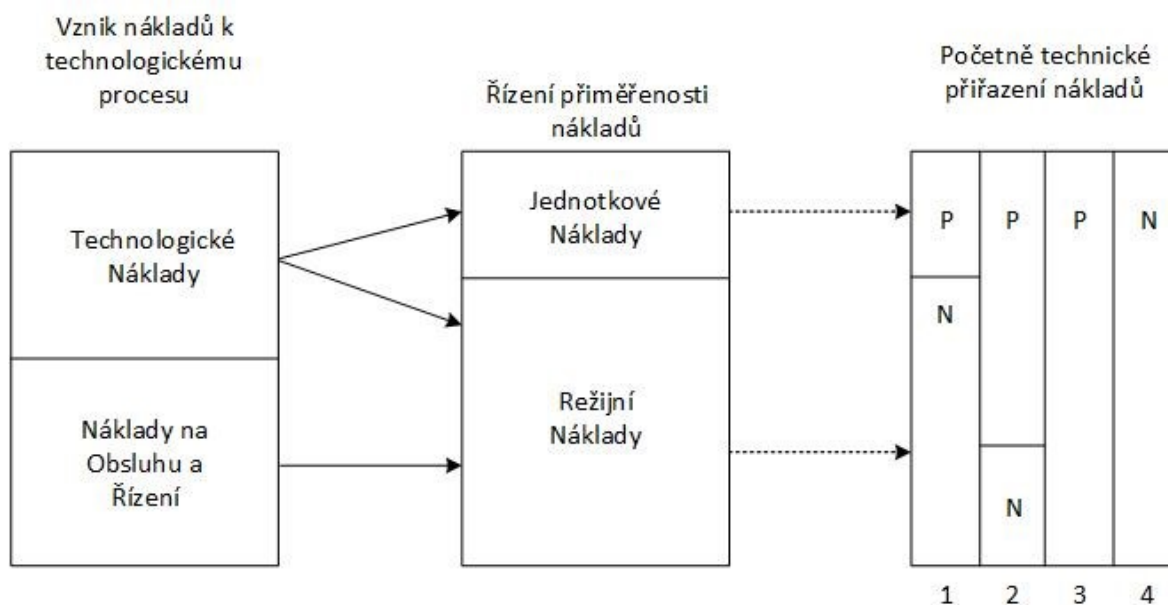 Vznik nákladů k
technologickému
procesu
Řízení přiměřenosti
nákladů
Početně technické
přiřazení nákladů
Technologické
Náklady
Náklady na
Obsluhu a
Řízení
Jednotkové
Náklady
Režijní
Náklady
P
P
P
N
N
N
1
2
3
4